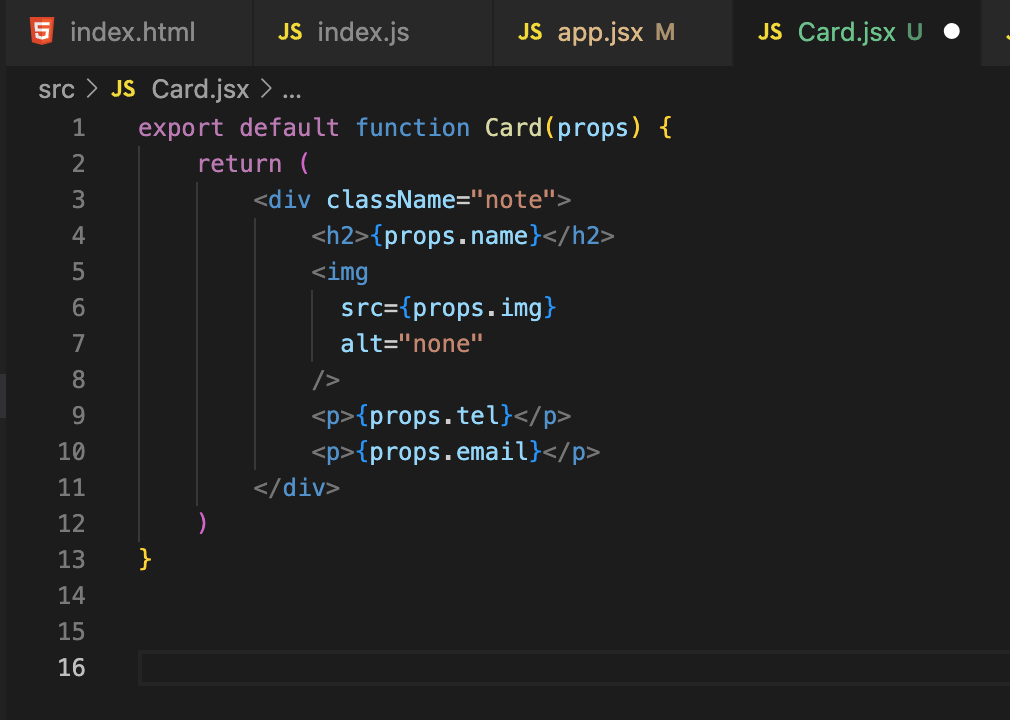 index.html JS index.js JS app.jsx M JS Card.jsx U
src > JS Card.jsx > ...
1 export default function Card(props) {
2     return (
3         <div className="note">
4             <h2>{props.name}</h2>
5             <img
6               src={props.img}
7               alt="none"
8             />
9             <p>{props.tel}</p>
10             <p>{props.email}</p>
11         </div>
12     )
13 }
14
15
16